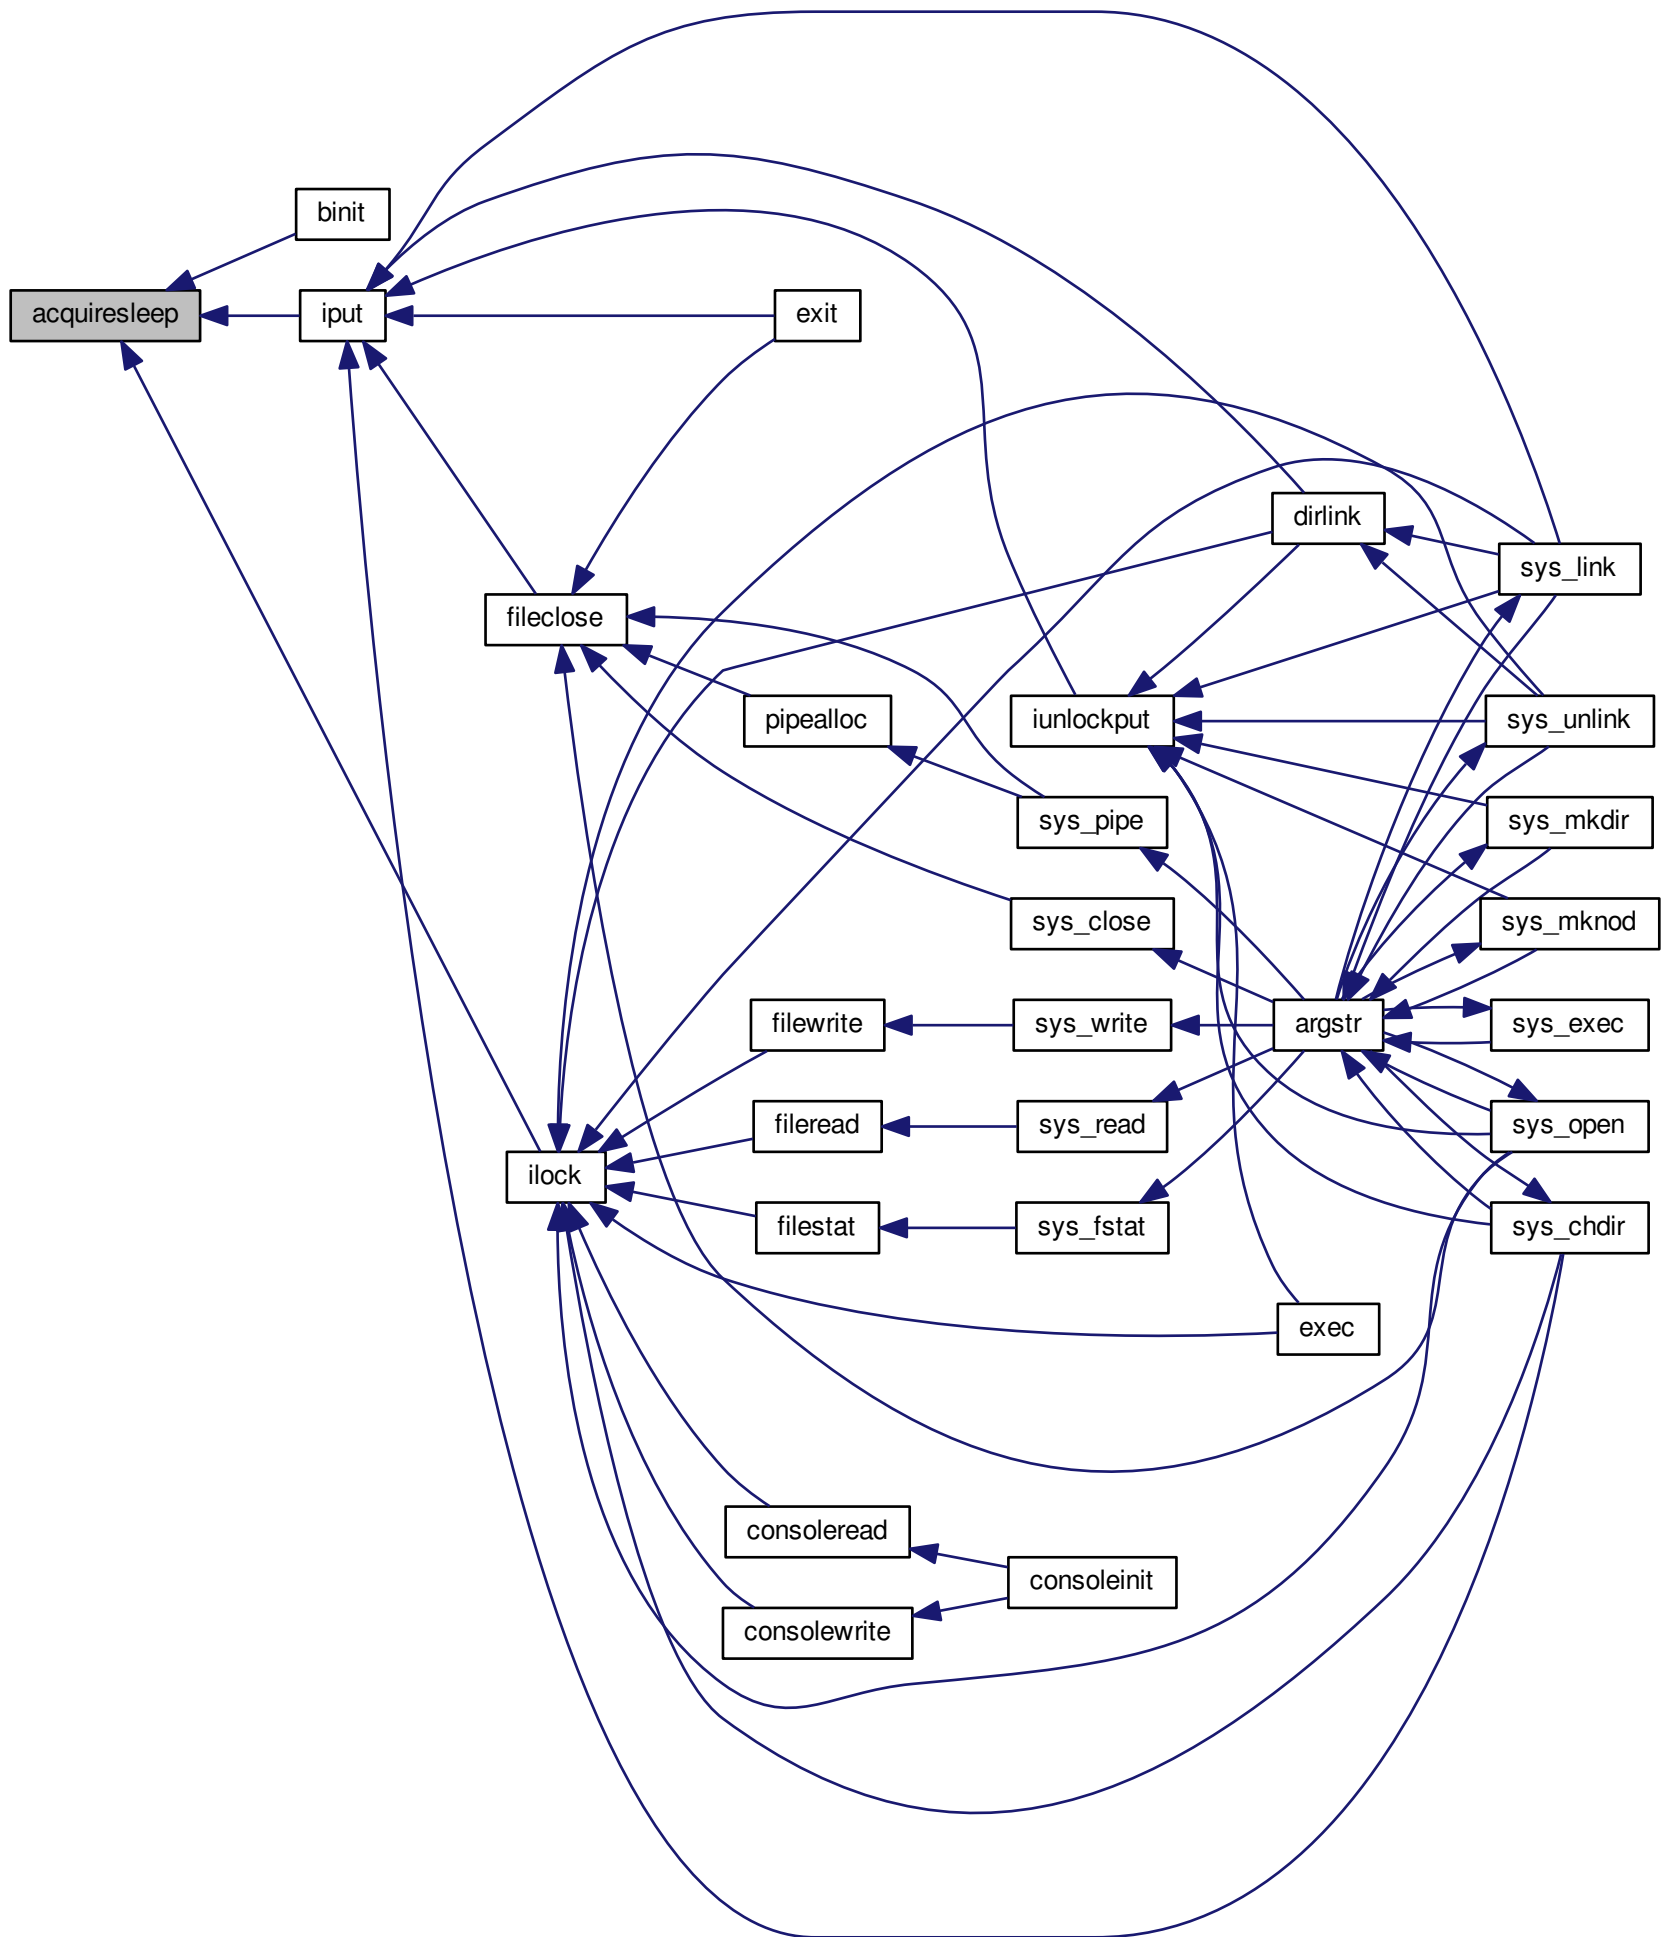 binit
acquiresleep
iput
exit
dirlink
sys_link
fileclose
pipealloc
iunlockput
sys_unlink
sys_pipe
sys_mkdir
sys_close
sys_mknod
filewrite
sys_write
argstr
sys_exec
fileread
sys_read
sys_open
ilock
filestat
sys_fstat
sys_chdir
exec
consoleread
consoleinit
consolewrite